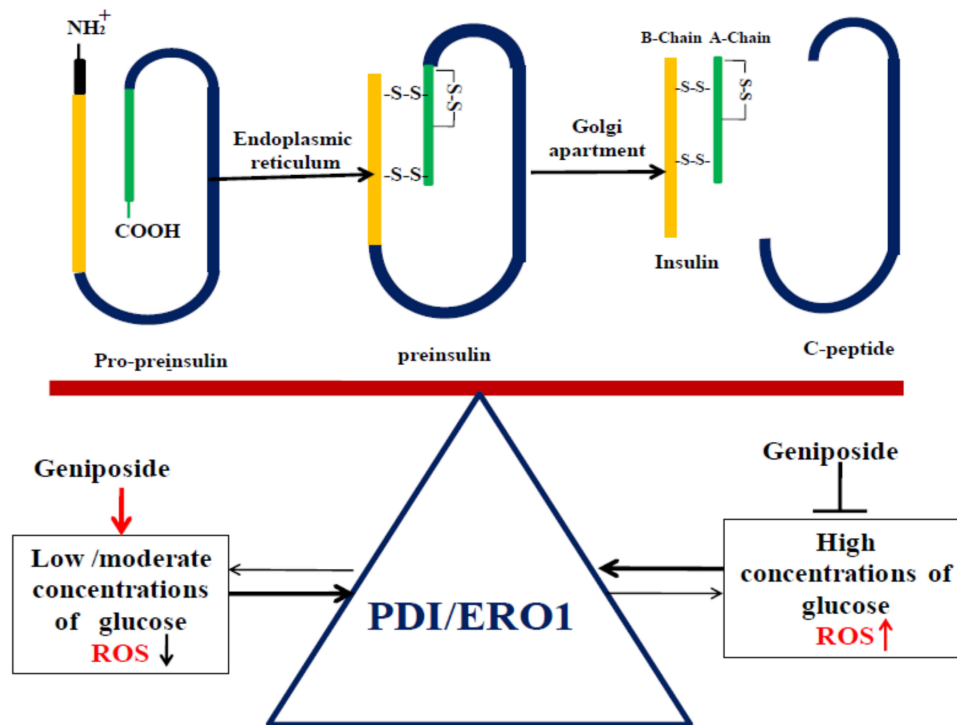 NH₂⁺
COOH
Pro-preinsulin
Endoplasmic
reticulum
-S-S-
-S-S-
S-S
preinsulin
Golgi
apartment
B-Chain A-Chain
-S-S-
-S-S-
S-S
Insulin
C-peptide
Geniposide
Low /moderate
concentrations
of glucose
ROS
PDI/ERO1
Geniposide
High
concentrations of
glucose
ROS